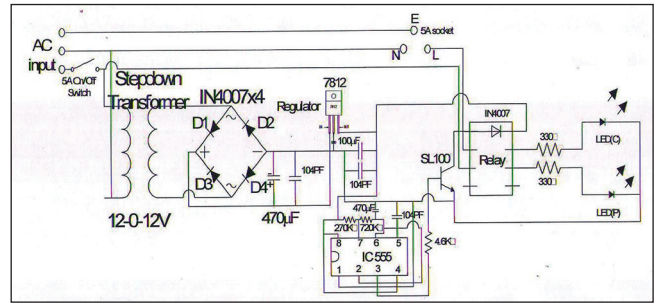 E
5A socket
AC
input
N L
5A On/Off
Switch
Stepdown
Transformer
IN4007x4
7812
Regulator
D1 D2
D3 D4
+
12-0-12V
470µF
104PF
100µF
104PF
SL100
IN4007
Relay
330□
330□
LED(C)
LED(P)
470µF
104PF
270K□ 720K□
8 7 6 5
IC 555
1 2 3 4
4.6K□